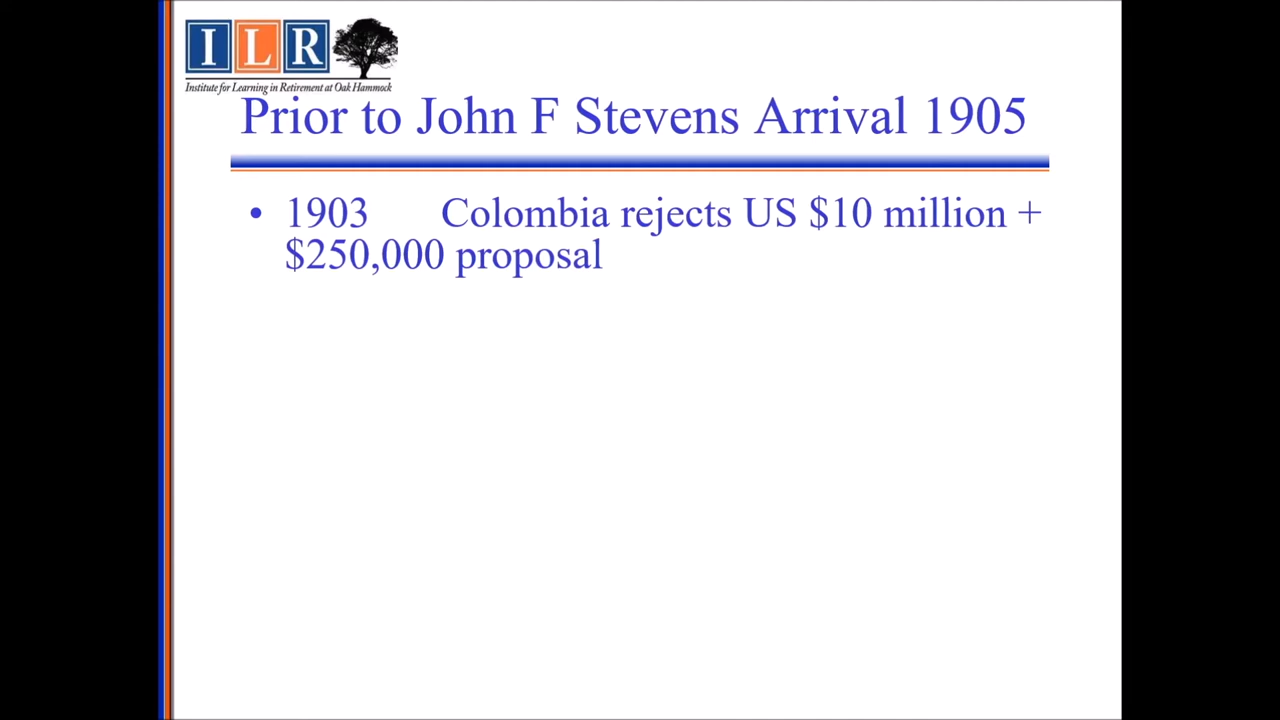 ILR
Institute for Learning in Retirement at Oak Hammock
Prior to John F Stevens Arrival 1905
• 1903 Colombia rejects US $10 million +
$250,000 proposal